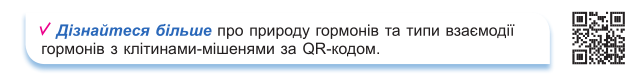 ✓ Дізнайтеся більше про природу гормонів та типи взаємодії
гормонів з клітинами-мішенями за QR-кодом.